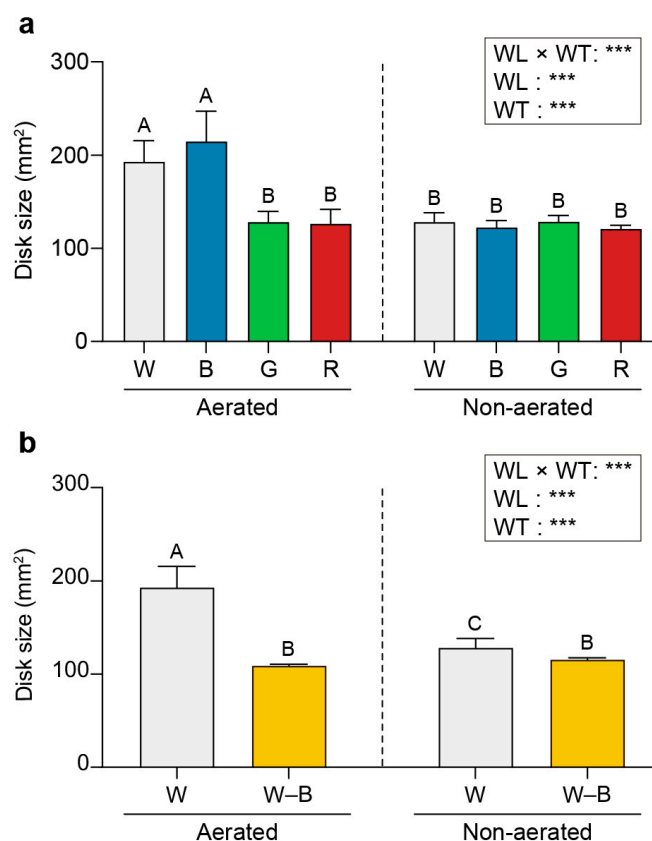 a
WL × WT: ***
WL : ***
WT : ***
Disk size (mm²)
300
200
100
0
A A B B B B B B
W B G R W B G R
Aerated Non-aerated
b
WL × WT: ***
WL : ***
WT : ***
Disk size (mm²)
300
200
100
0
A B C B
W W–B W W–B
Aerated Non-aerated